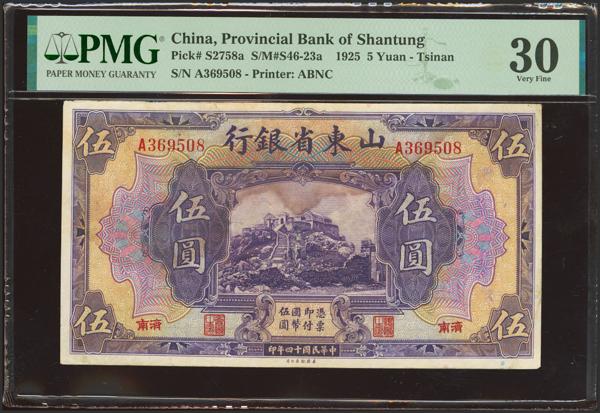 PMG
PAPER MONEY GUARANTY
China, Provincial Bank of Shantung
Pick# S2758a S/M#S46-23a 1925 5 Yuan - Tsinan
S/N A369508 - Printer: ABNC
30
Very Fine
行銀省東山
A369508
A369508
伍
伍
伍圓
伍圓
憑票
即付
國幣
伍圓
南濟
南濟
伍
伍
印年四十國民華中